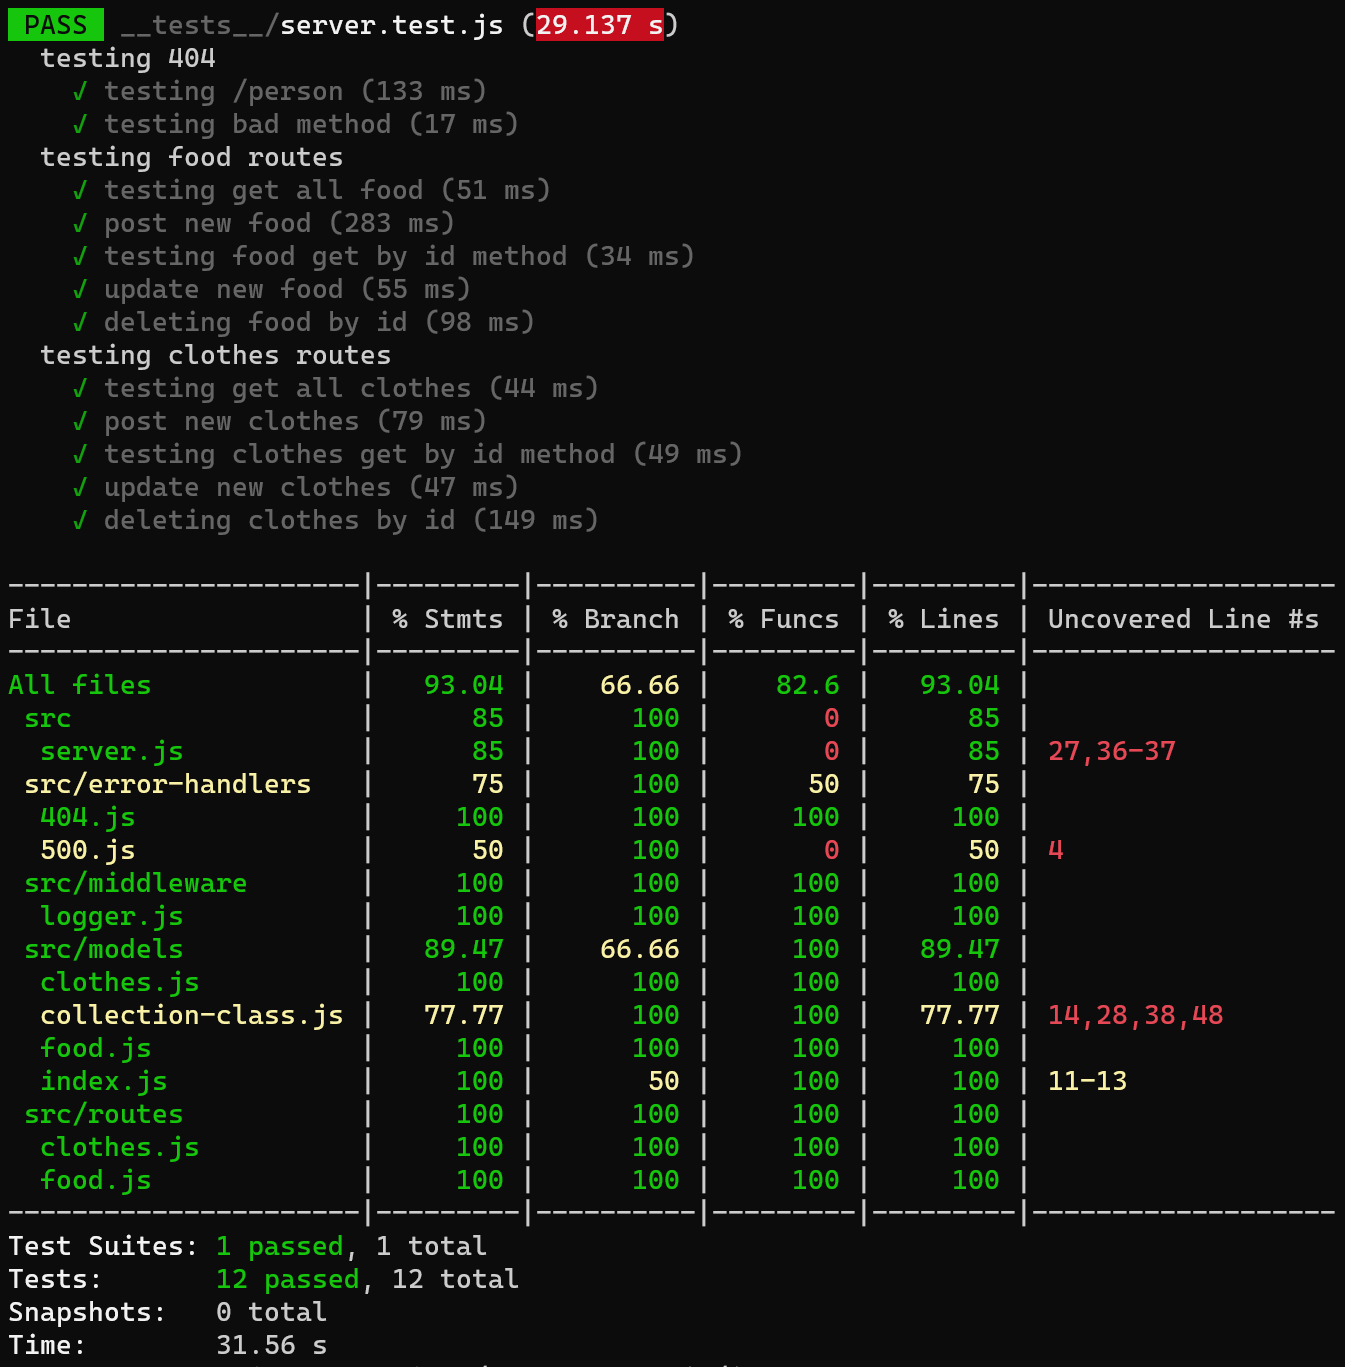 PASS __tests__/server.test.js (29.137 s)
  testing 404
    √ testing /person (133 ms)
    √ testing bad method (17 ms)
  testing food routes
    √ testing get all food (51 ms)
    √ post new food (283 ms)
    √ testing food get by id method (34 ms)
    √ update new food (55 ms)
    √ deleting food by id (98 ms)
  testing clothes routes
    √ testing get all clothes (44 ms)
    √ post new clothes (79 ms)
    √ testing clothes get by id method (49 ms)
    √ update new clothes (47 ms)
    √ deleting clothes by id (149 ms)

----------------------|---------|----------|---------|---------|-------------------
File                  | % Stmts | % Branch | % Funcs | % Lines | Uncovered Line #s
----------------------|---------|----------|---------|---------|-------------------
All files             |   93.04 |    66.66 |    82.6 |   93.04 |
 src                  |      85 |      100 |       0 |      85 |
  server.js           |      85 |      100 |       0 |      85 | 27,36-37
 src/error-handlers   |      75 |      100 |      50 |      75 |
  404.js              |     100 |      100 |     100 |     100 |
  500.js              |      50 |      100 |       0 |      50 | 4
 src/middleware       |     100 |      100 |     100 |     100 |
  logger.js           |     100 |      100 |     100 |     100 |
 src/models           |   89.47 |    66.66 |     100 |   89.47 |
  clothes.js          |     100 |      100 |     100 |     100 |
  collection-class.js |   77.77 |      100 |     100 |   77.77 | 14,28,38,48
  food.js             |     100 |      100 |     100 |     100 |
  index.js            |     100 |       50 |     100 |     100 | 11-13
 src/routes           |     100 |      100 |     100 |     100 |
  clothes.js          |     100 |      100 |     100 |     100 |
  food.js             |     100 |      100 |     100 |     100 |
----------------------|---------|----------|---------|---------|-------------------
Test Suites: 1 passed, 1 total
Tests:       12 passed, 12 total
Snapshots:   0 total
Time:        31.56 s